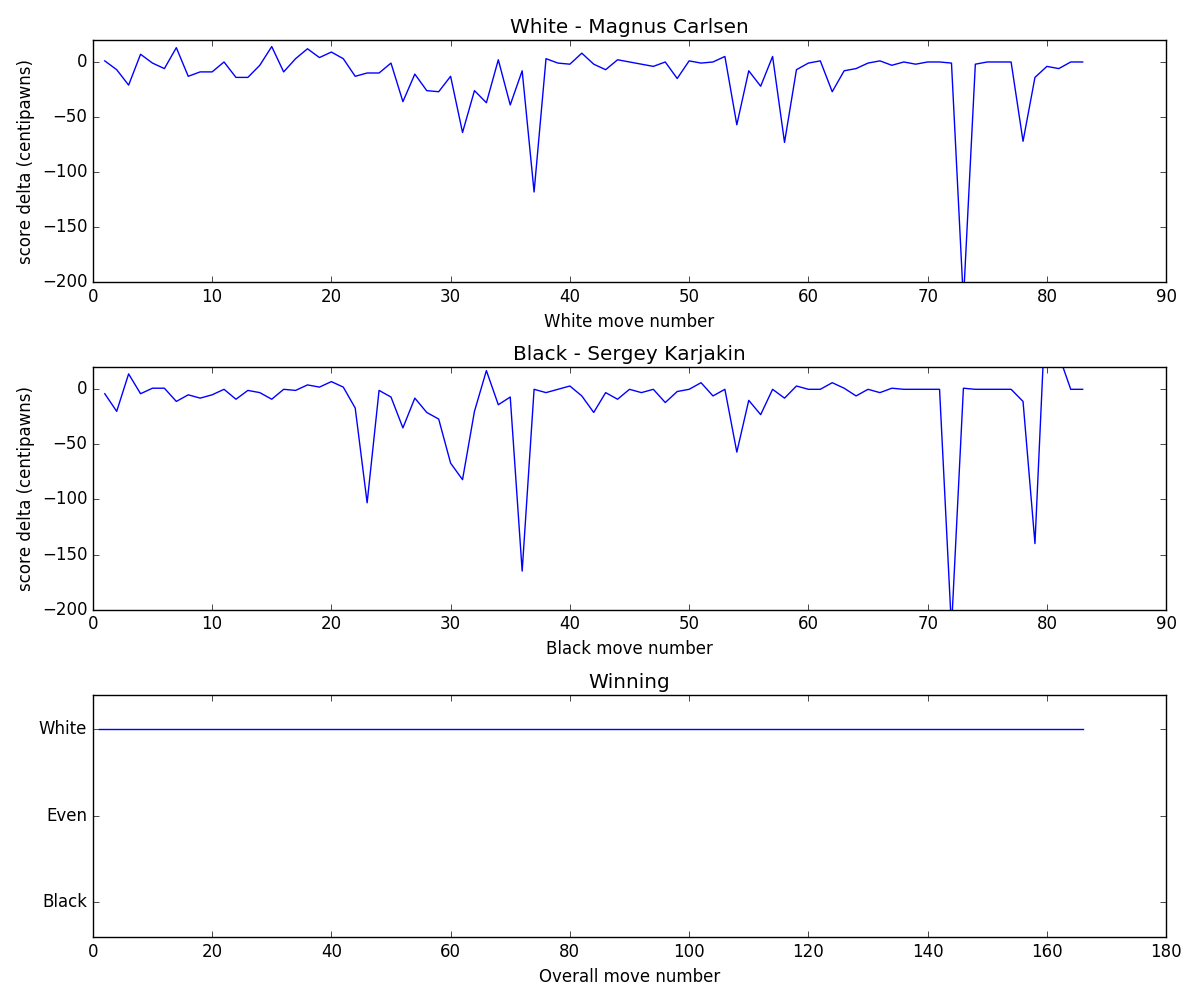 White - Magnus Carlsen
0
−50
−100
−150
−200
score delta (centipawns)
0 10 20 30 40 50 60 70 80 90
White move number
Black - Sergey Karjakin
0
−50
−100
−150
−200
score delta (centipawns)
0 10 20 30 40 50 60 70 80 90
Black move number
Winning
White
Even
Black
0 20 40 60 80 100 120 140 160 180
Overall move number